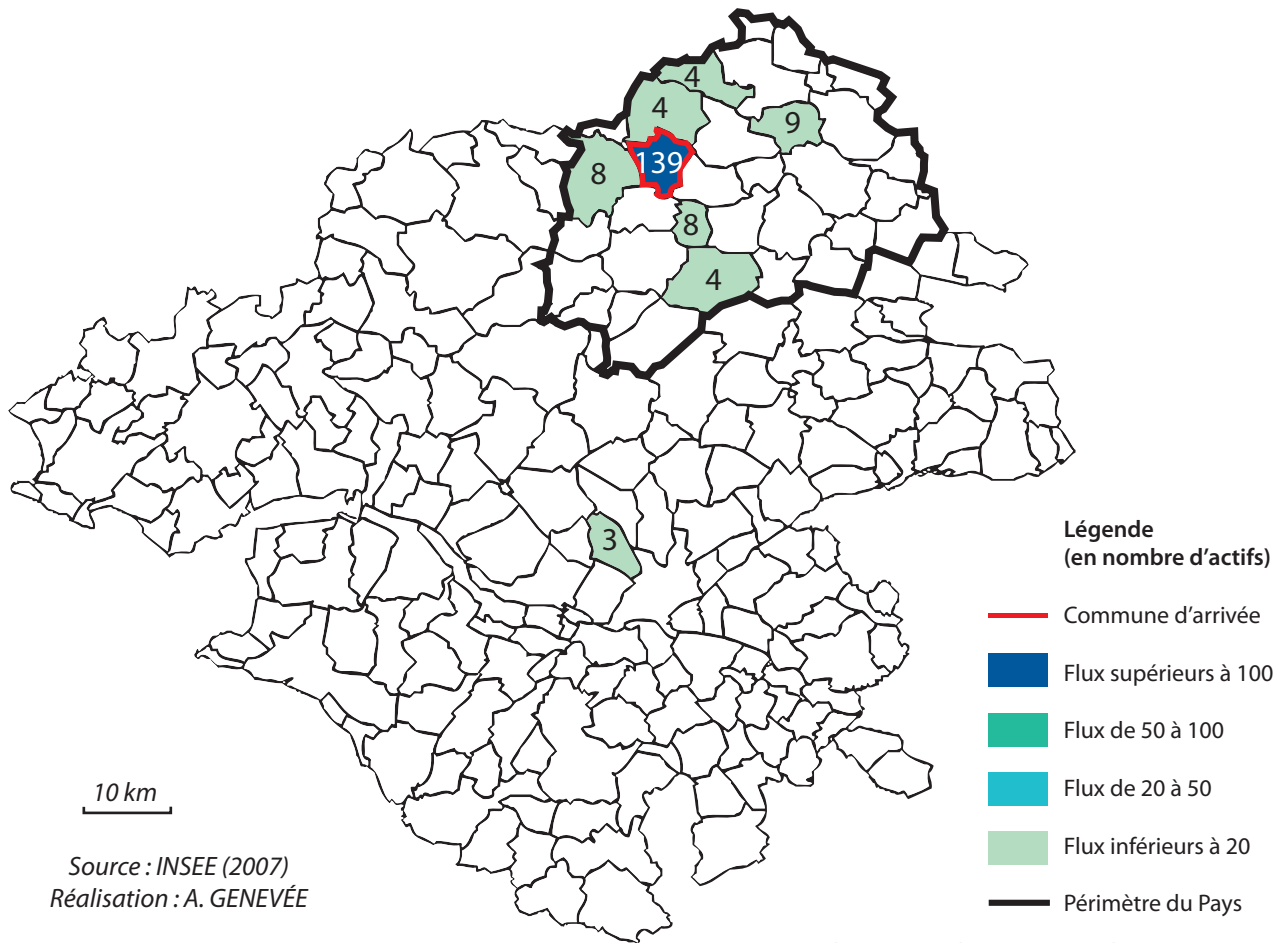 4
4
9
139
8
8
4
3
Légende
(en nombre d’actifs)
Commune d’arrivée
Flux supérieurs à 100
Flux de 50 à 100
Flux de 20 à 50
Flux inférieurs à 20
Périmètre du Pays
10 km
Source : INSEE (2007)
Réalisation : A. GENEVÉE